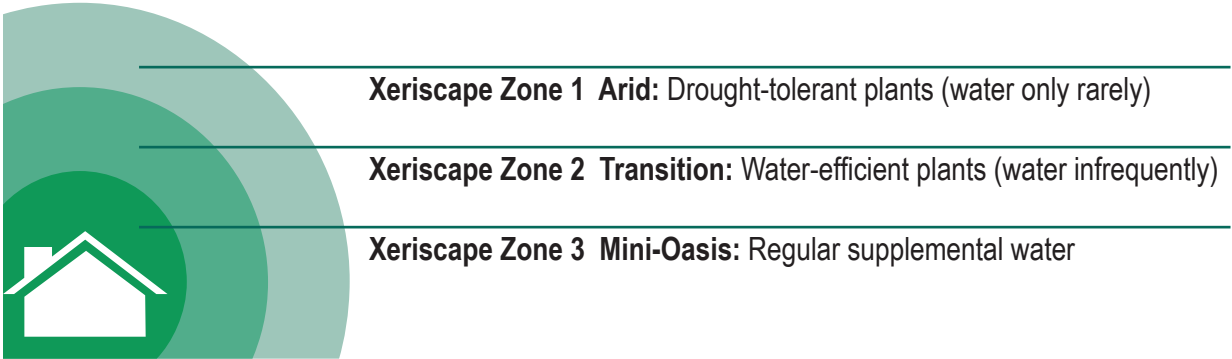 Xeriscape Zone 1 Arid: Drought-tolerant plants (water only rarely)
Xeriscape Zone 2 Transition: Water-efficient plants (water infrequently)
Xeriscape Zone 3 Mini-Oasis: Regular supplemental water